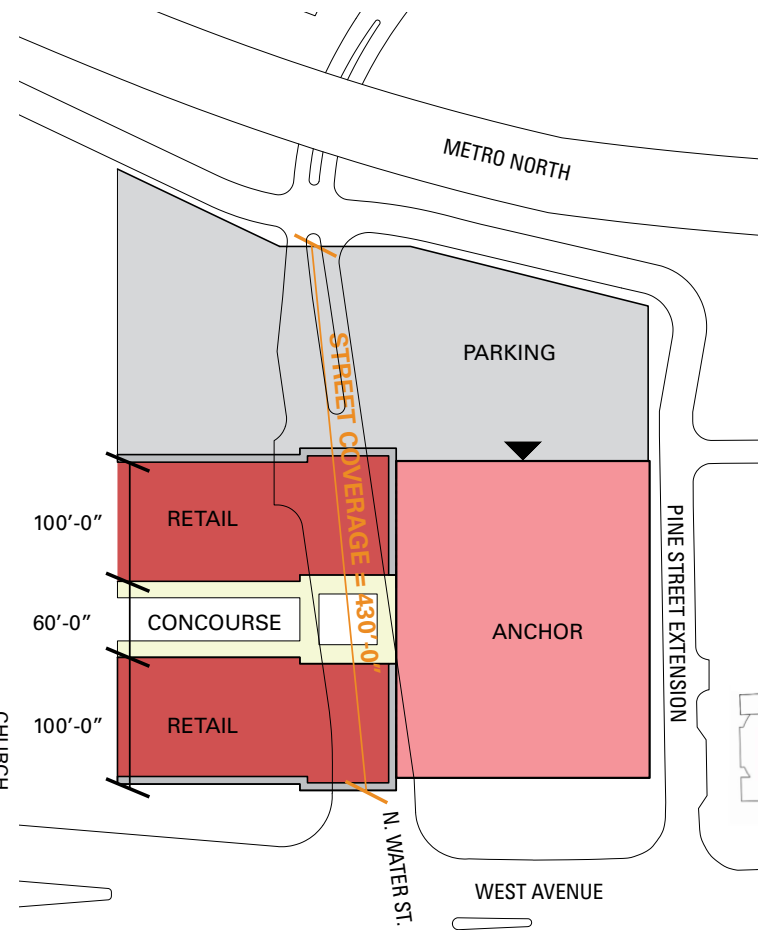 METRO NORTH
PARKING
STREET COVERAGE = 430'-0"
100'-0"
RETAIL
PINE STREET EXTENSION
60'-0"
CONCOURSE
ANCHOR
100'-0"
RETAIL
CHURCH
N. WATER ST.
WEST AVENUE